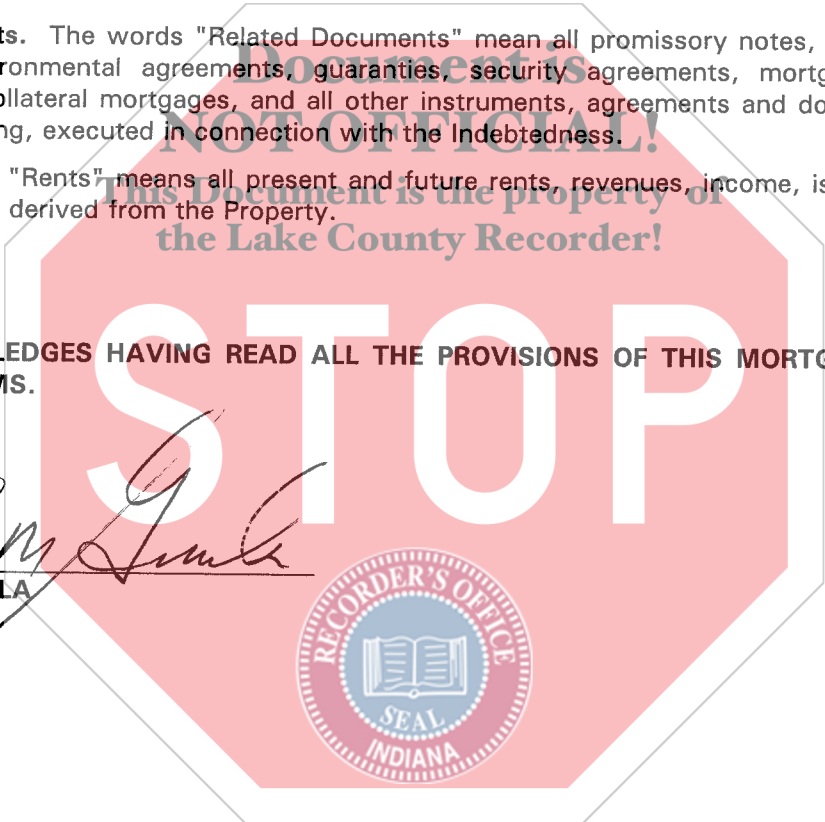 ts. The words "Related Documents" mean all promissory notes,
Document is
ronmental agreements, guaranties, security agreements, mortg
llateral mortgages, and all other instruments, agreements and do
ng, executed in connection with the Indebtedness.
NOT OFFICIAL!
"Rents" means all present and future rents, revenues, income, is
This Document is the property of
derived from the Property.
the Lake County Recorder!
STOP
LEDGES HAVING READ ALL THE PROVISIONS OF THIS MORTG
MS.
LA
RECORDER'S OFFICE
SEAL
INDIANA